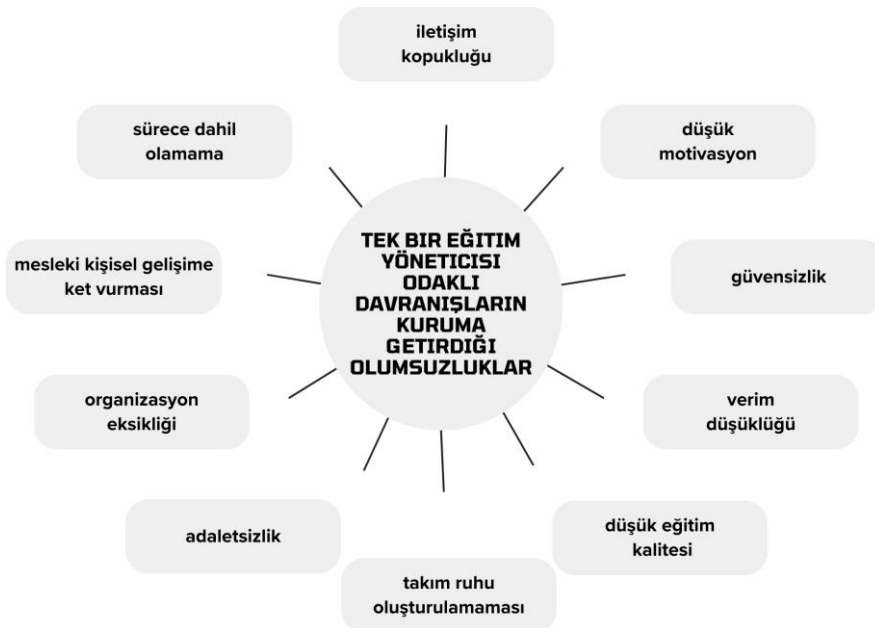 iletişim
kopukluğu
düşük
motivasyon
güvensizlik
verim
düşüklüğü
düşük eğitim
kalitesi
takım ruhu
oluşturulamaması
adaletsizlik
organizasyon
eksikliği
mesleki kişisel gelişime
ket vurması
sürece dahil
olamama
TEK BIR EĞITIM
YÖNETICISI
ODAKLI
DAVRANIŞLARIN
KURUMA
GETIRDIĞI
OLUMSUZLUKLAR